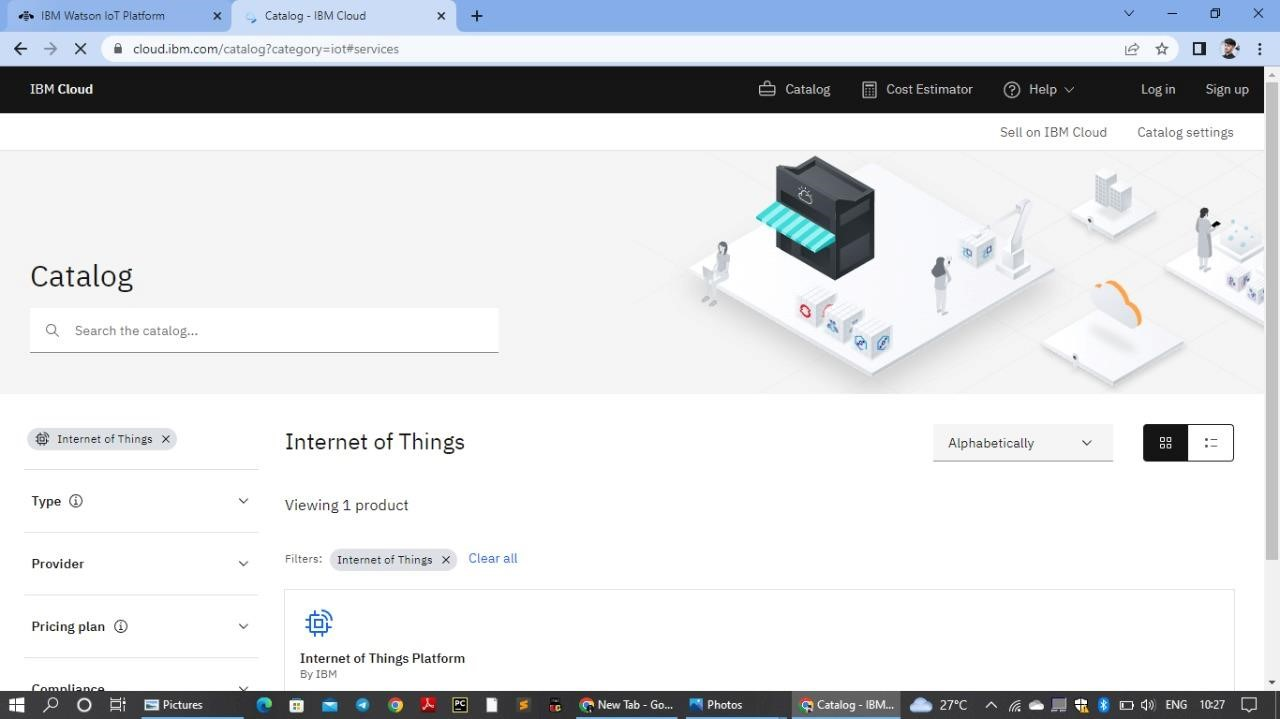 IBM Watson IoT Platform
Catalog - IBM Cloud
cloud.ibm.com/catalog?category=iot#services
IBM Cloud
Catalog
Cost Estimator
Help
Log in
Sign up
Sell on IBM Cloud
Catalog settings
Catalog
Search the catalog...
Internet of Things
Internet of Things
Alphabetically
Type
Viewing 1 product
Provider
Filters: Internet of Things Clear all
Pricing plan
Internet of Things Platform
By IBM
Compliance
Pictures
PC
New Tab - Go...
Photos
Catalog - IBM...
27°C
ENG
10:27